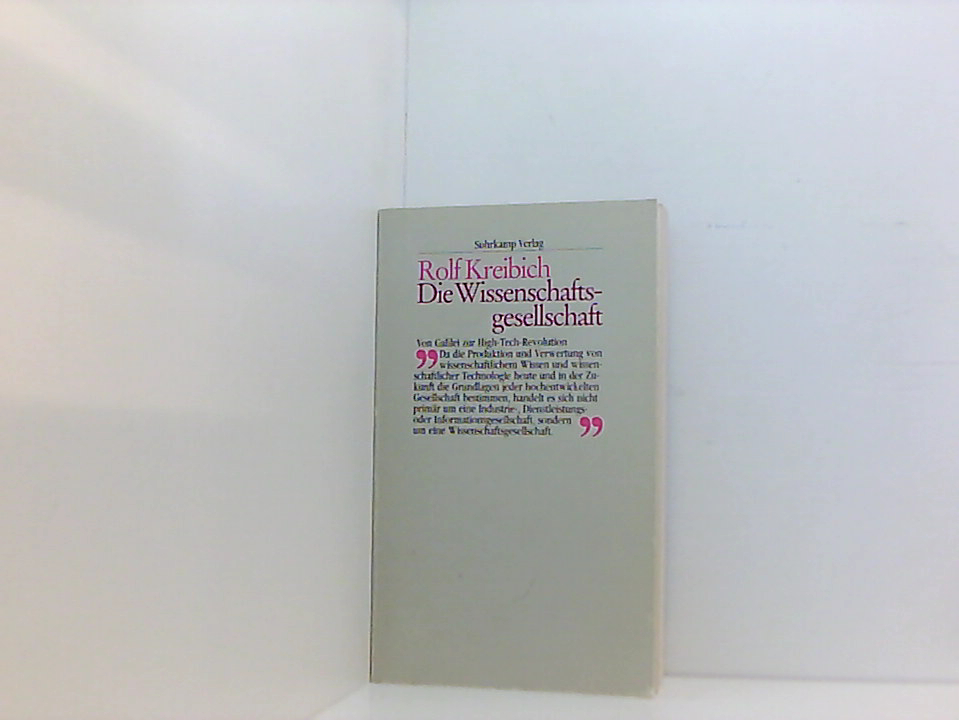 Suhrkamp Verlag
Rolf Kreibich
Die Wissenschafts-
gesellschaft
Von Galilei zur High-Tech-Revolution
” Da die Produktion und Verwertung von
wissenschaftlichem Wissen und wissen-
schaftlicher Technologie heute und in der Zu-
kunft die Grundlagen jeder hochentwickelten
Gesellschaft bestimmen, handelt es sich nicht
primär um eine Industrie-, Dienstleistungs-
oder Informationsgesellschaft, sondern
um eine Wissenschaftsgesellschaft. ”